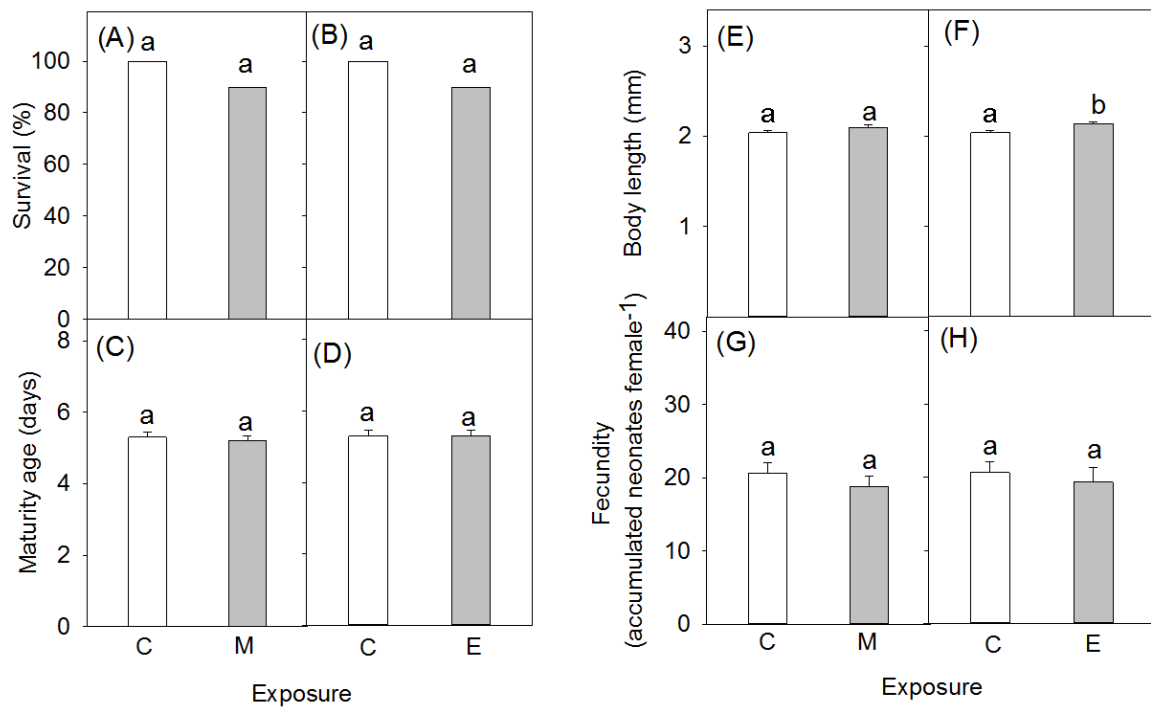 (A)
a
a
(B)
a
a
100
80
60
40
20
0
Survival (%)
(C)
a
a
(D)
a
a
8
6
4
2
0
Maturity age (days)
C
M
C
E
Exposure
(E)
a
a
(F)
a
b
3
2
1
Body length (mm)
(G)
a
a
(H)
a
a
40
30
20
10
0
Fecundity
(accumulated neonates female⁻¹)
C
M
C
E
Exposure